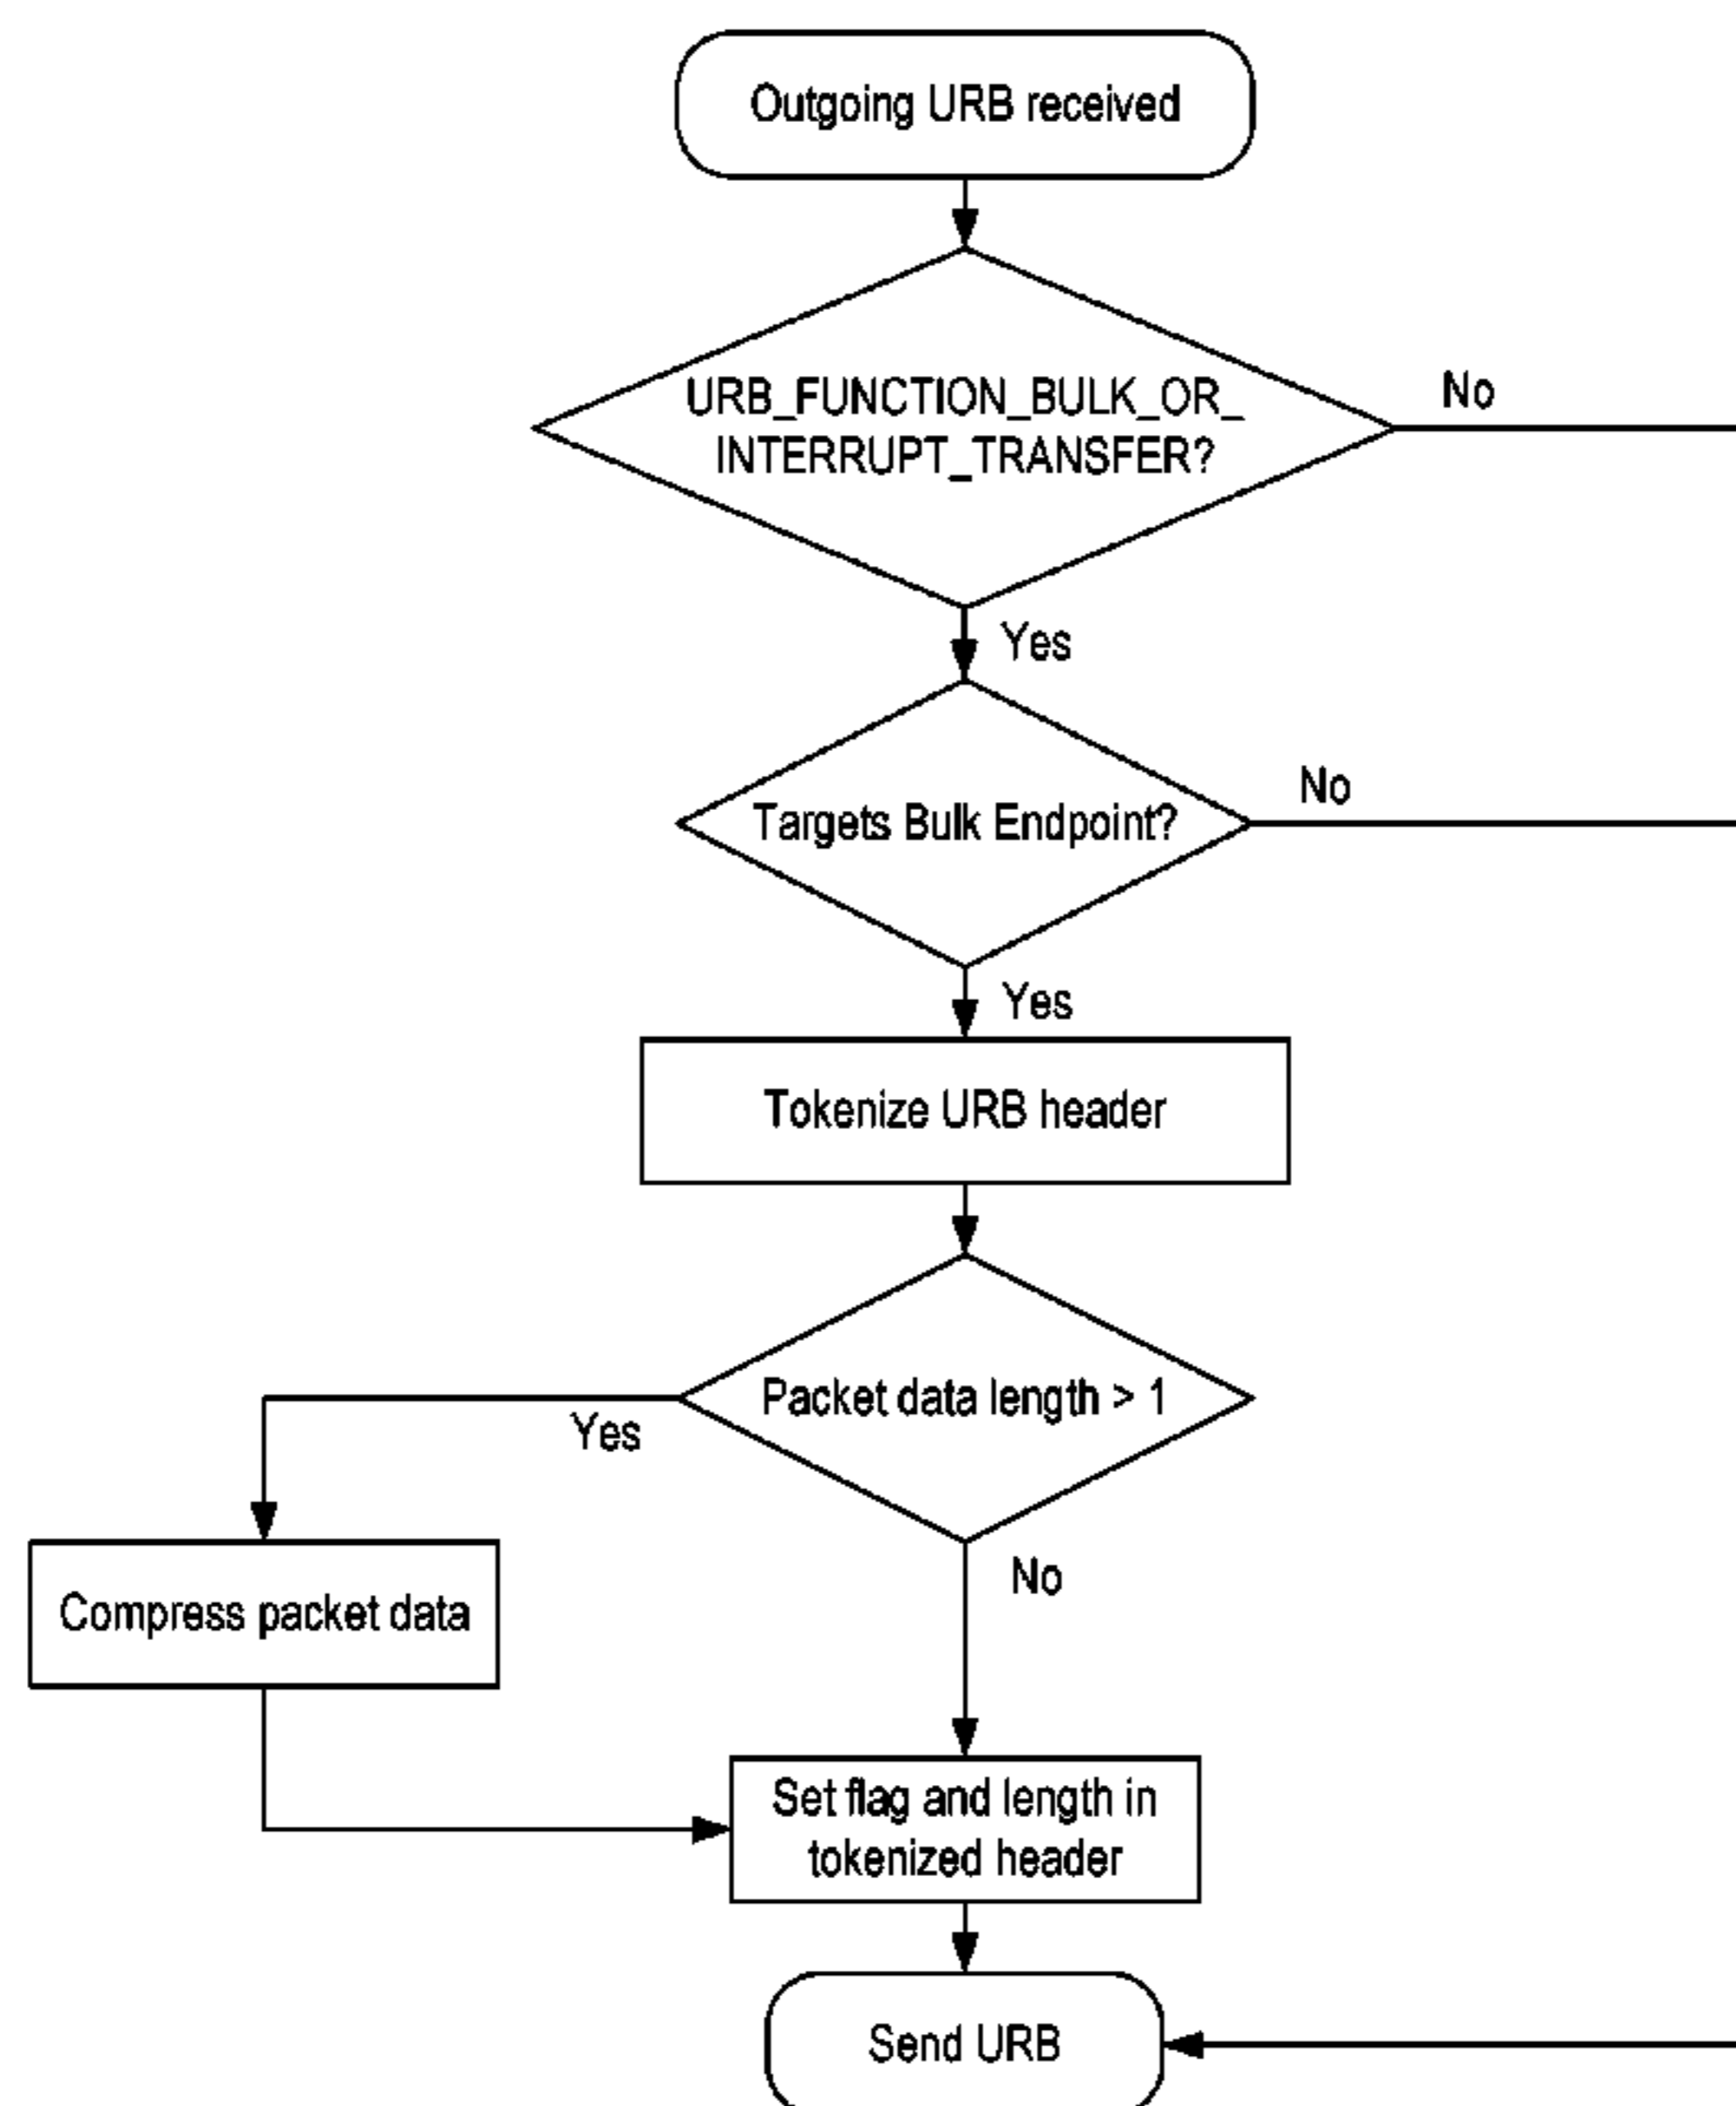 Outgoing URB received
URB_FUNCTION_BULK_OR_
INTERRUPT_TRANSFER?
No
Yes
Targets Bulk Endpoint?
No
Yes
Tokenize URB header
Packet data length > 1
Yes
No
Compress packet data
Set flag and length in
tokenized header
Send URB